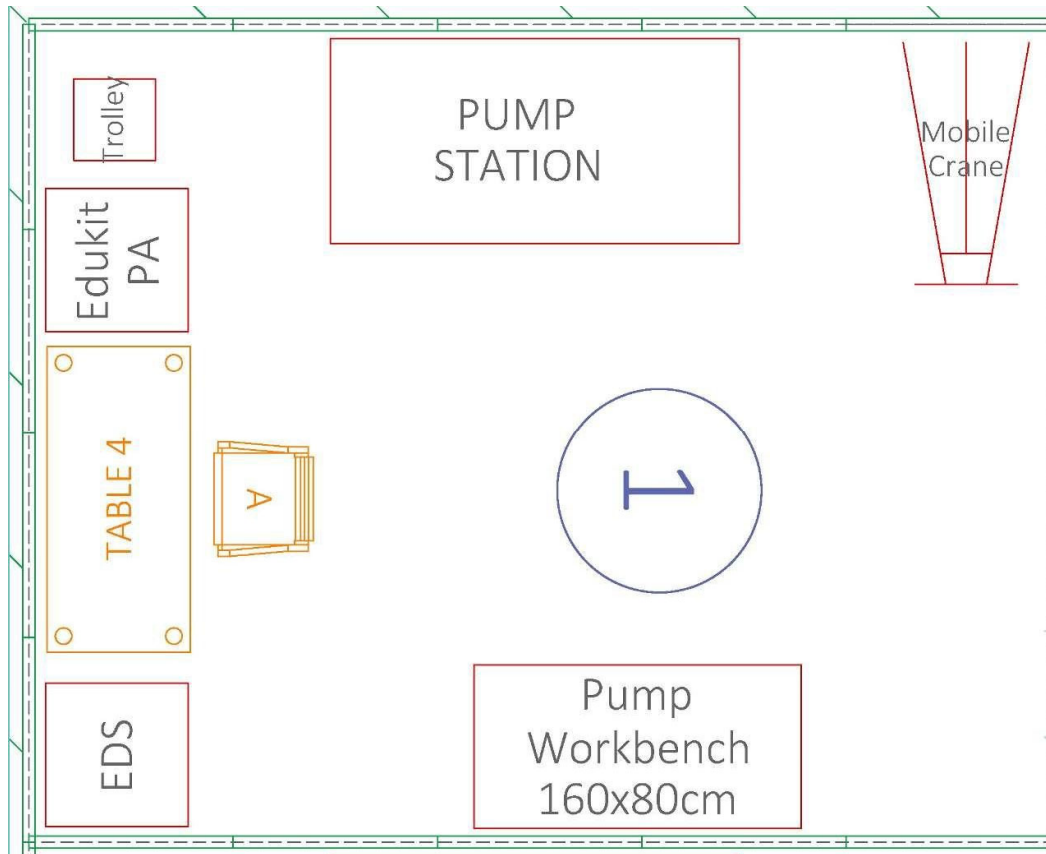 Trolley
PUMP
STATION
Mobile
Crane
Edukit
PA
TABLE 4
A
1
EDS
Pump
Workbench
160x80cm